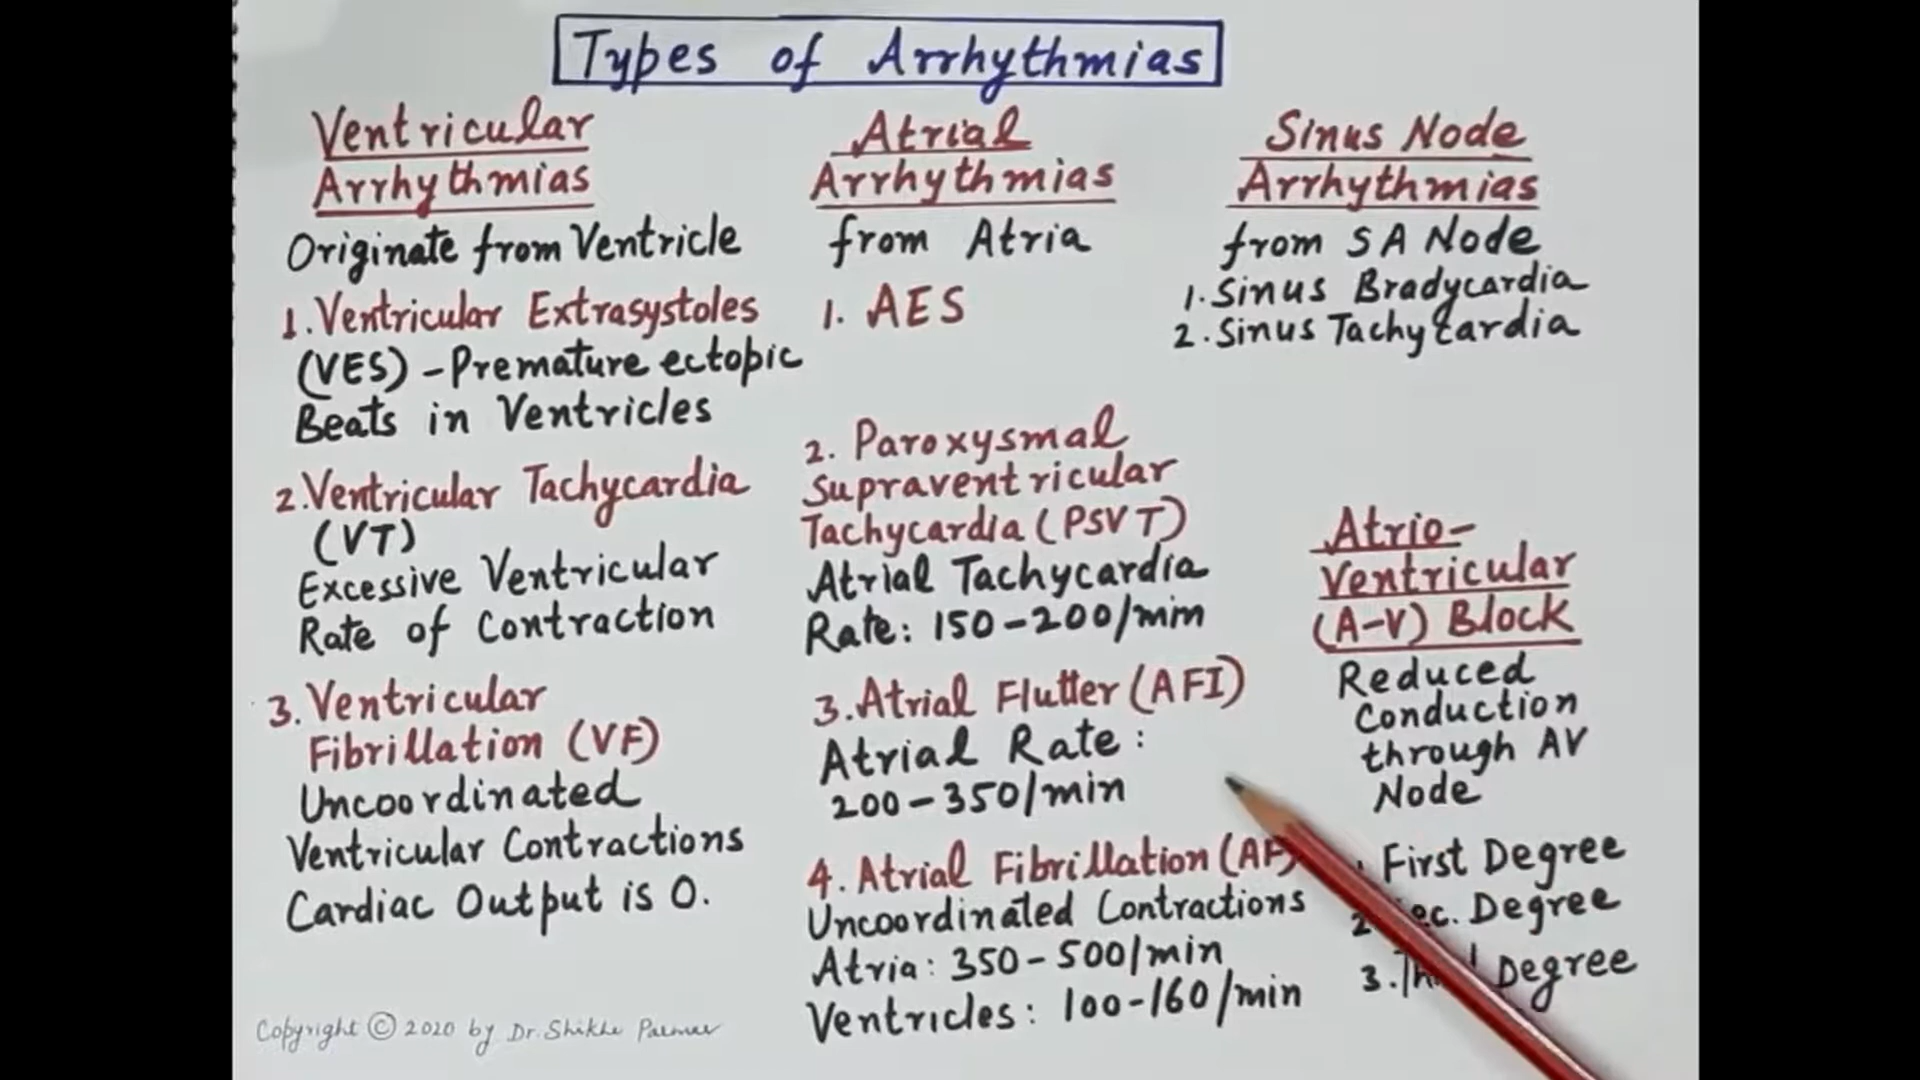 Types of Arrhythmias
Ventricular
Arrhythmias
Originate from Ventricle
1. Ventricular Extrasystoles
(VES) - Premature ectopic
Beats in Ventricles
2. Ventricular Tachycardia
(VT)
Excessive Ventricular
Rate of Contraction
3. Ventricular
Fibrillation (VF)
Uncoordinated
Ventricular Contractions
Cardiac Output is 0.
Atrial
Arrhythmias
from Atria
1. AES
2. Paroxysmal
Supraventricular
Tachycardia (PSVT)
Atrial Tachycardia
Rate: 150-200/min
3. Atrial Flutter (AFI)
Atrial Rate:
200-350/min
4. Atrial Fibrillation (AF)
Uncoordinated Contractions
Atria: 350-500/min
Ventricles: 100-160/min
Sinus Node
Arrhythmias
from SA Node
1. Sinus Bradycardia
2. Sinus Tachycardia
Atrio-
Ventricular
(A-V) Block
Reduced
Conduction
through AV
Node
First Degree
2. Sec. Degree
3. Degree
Copyright © 2020 by Dr. Shikha Parmar